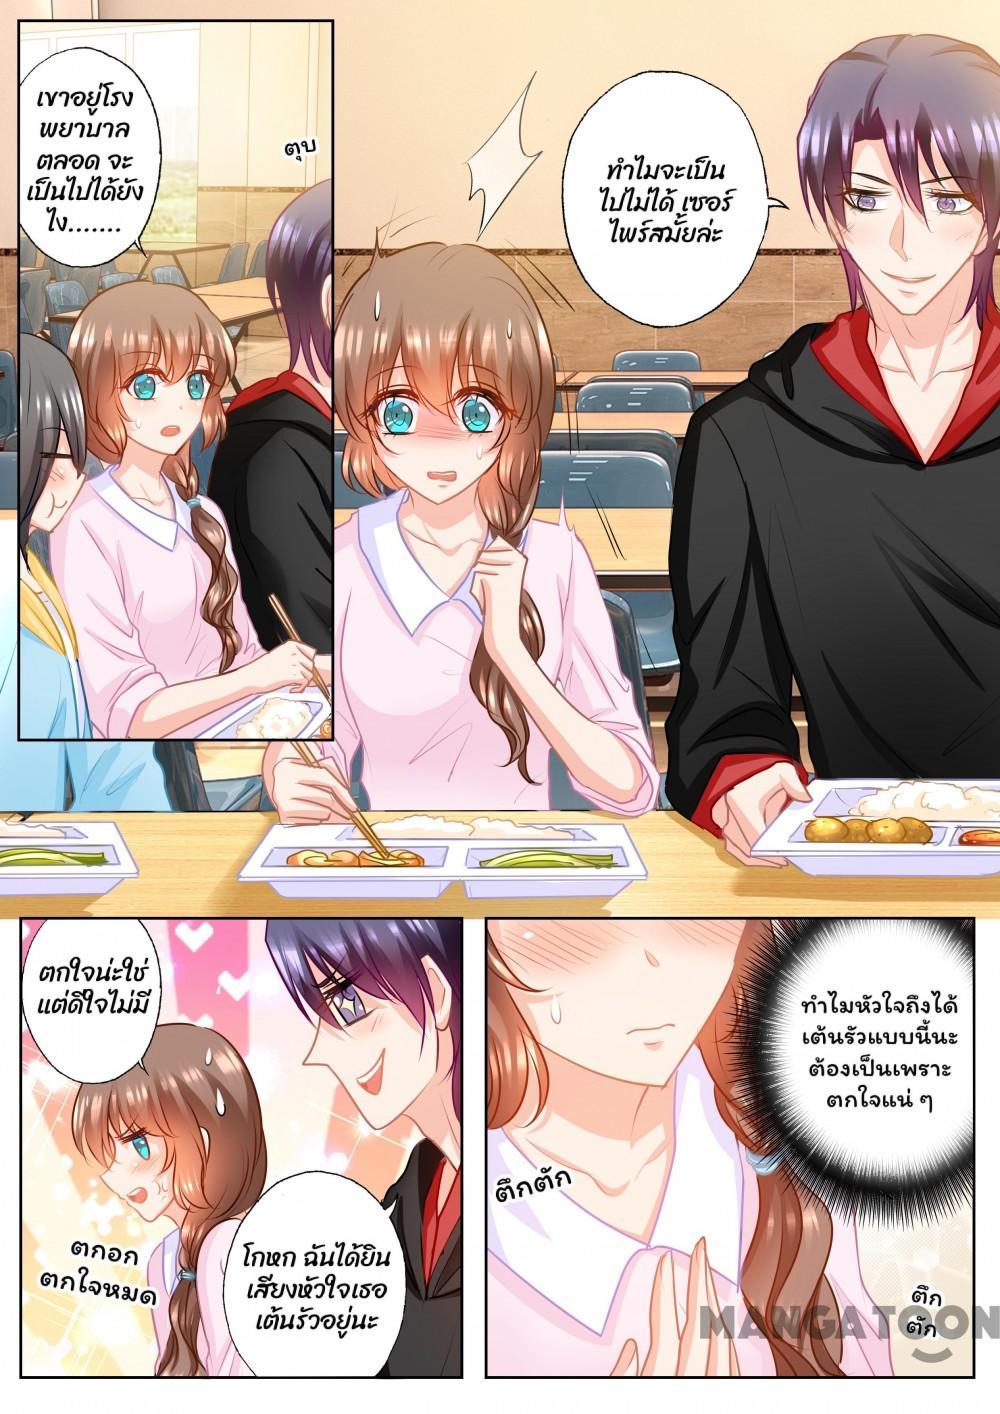 เขาอยู่โรง
พยาบาล
ตลอด จะ
เป็นไปได้ยัง
ไง.......
ตุบ
ทำไมจะเป็น
ไปไม่ได้ เซอร์
ไพร์สมั้ยล่ะ
ตกใจน่ะใช่
แต่ดีใจไม่มี
ตกอก
ตกใจหมด
โกหก ฉันได้ยิน
เสียงหัวใจเธอ
เต้นรัวอยู่นะ
ทำไมหัวใจถึงได้
เต้นรัวแบบนี้นะ
ต้องเป็นเพราะ
ตกใจแน่ ๆ
ตึกตัก
ตึก
ตัก
MANGATOON